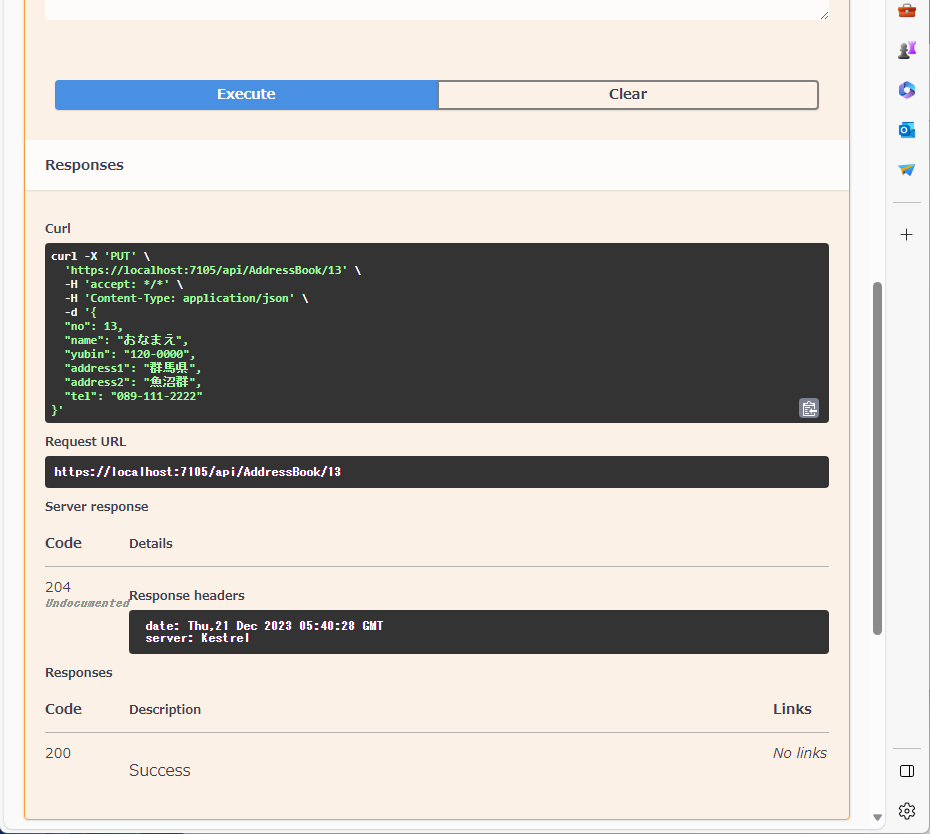 Execute
Clear
Responses
Curl
curl -X 'PUT' \
'https://localhost:7105/api/AddressBook/13' \
-H 'accept: */*' \
-H 'Content-Type: application/json' \
-d '{
"no": 13,
"name": "おなまえ",
"yubin": "120-0000",
"address1": "群馬県",
"address2": "魚沼群",
"tel": "089-111-2222"
}'
Request URL
https://localhost:7105/api/AddressBook/13
Server response
Code Details
204
Undocumented
Response headers
date: Thu,21 Dec 2023 05:40:28 GMT
server: Kestrel
Responses
Code Description Links
200 No links
Success